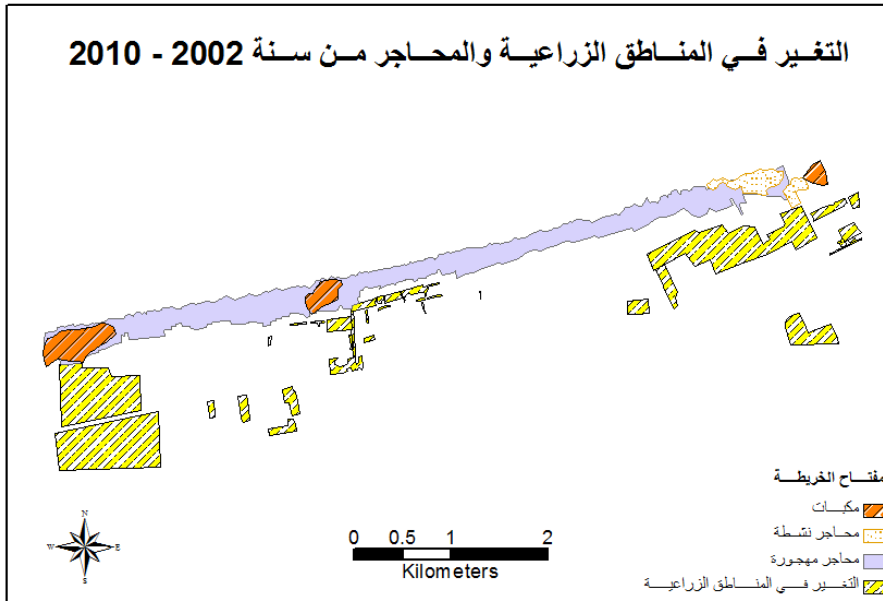 التغير في المناطق الزراعية والمحاجر من سنة 2002 - 2010
مفتاح الخريطة
مكبات
محاجر نشطة
محاجر مهجورة
التغير في المناطق الزراعية
N
W E
S
0 0.5 1 2
Kilometers